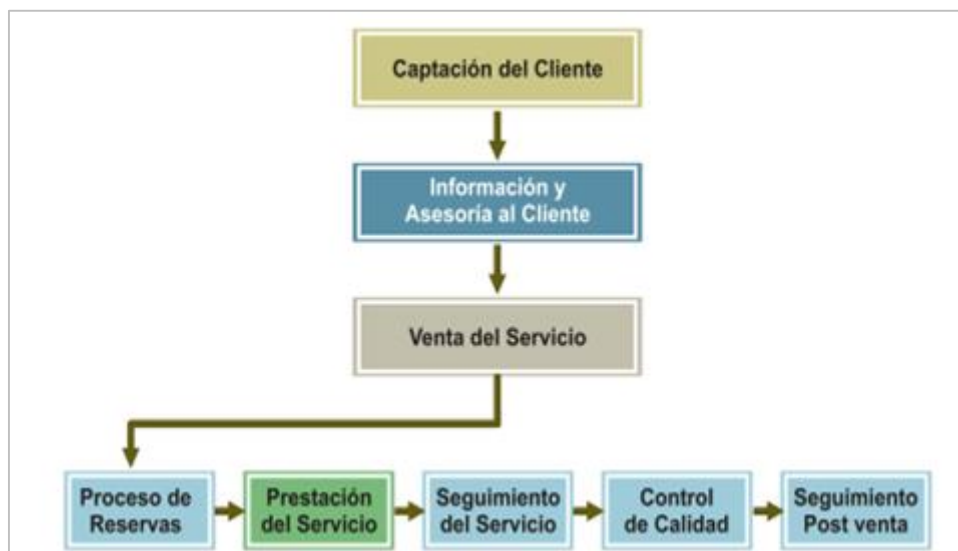 Captación del Cliente
Información y
Asesoría al Cliente
Venta del Servicio
Proceso de
Reservas
Prestación
del Servicio
Seguimiento
del Servicio
Control
de Calidad
Seguimiento
Post venta